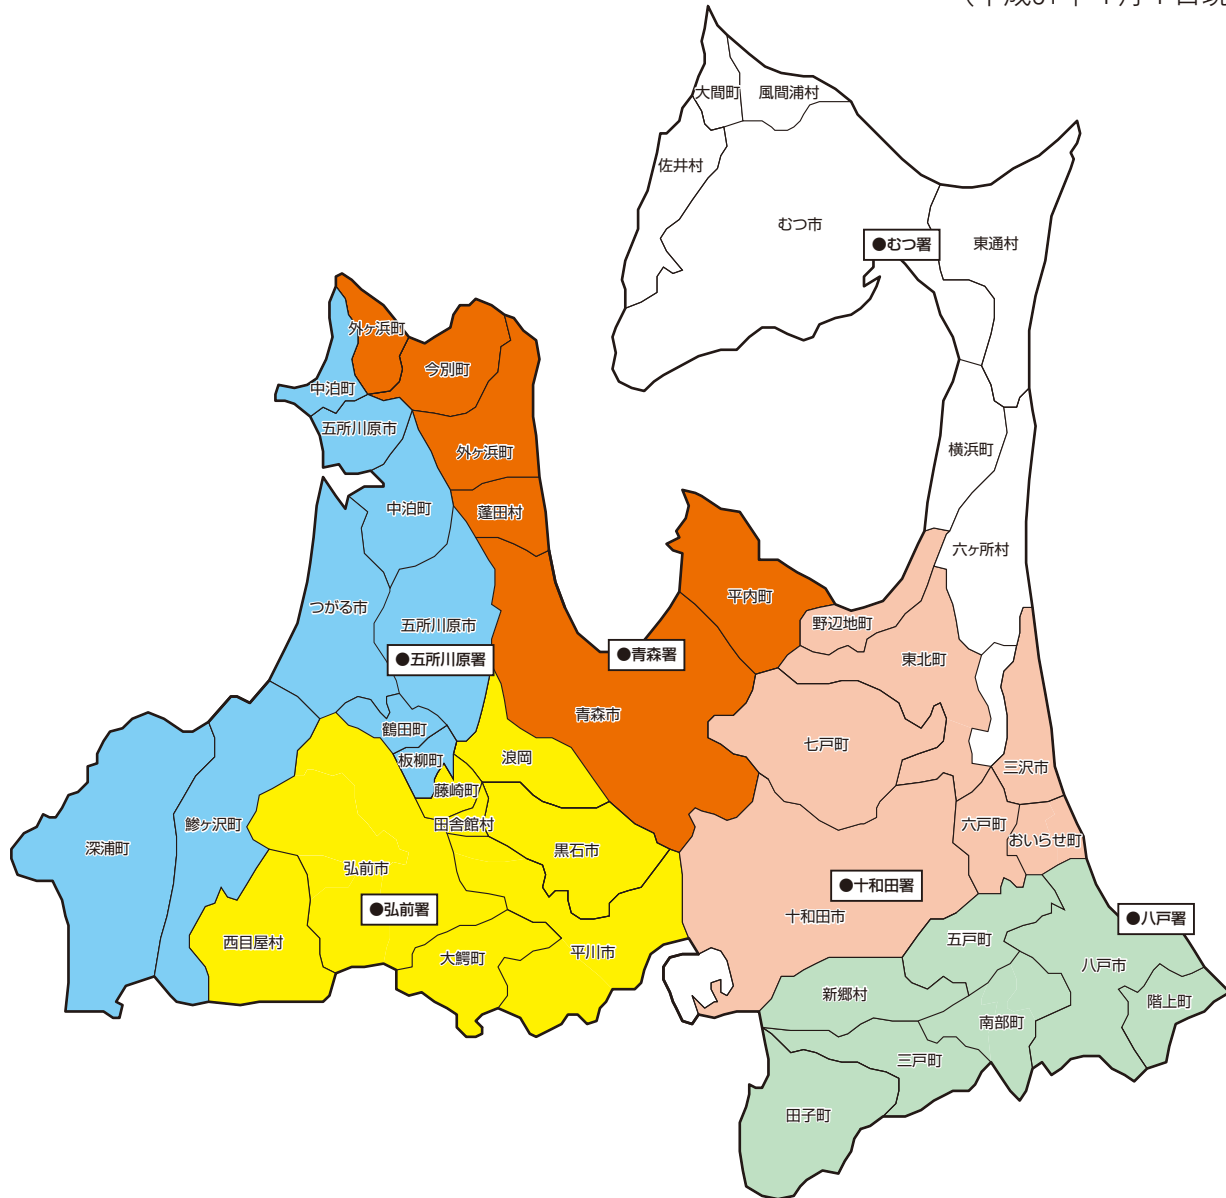 大間町
風間浦村
佐井村
むつ市
●むつ署
東通村
外ヶ浜町
今別町
中泊町
五所川原市
外ヶ浜町
横浜町
中泊町
蓬田村
六ヶ所村
つがる市
五所川原市
平内町
野辺地町
●五所川原署
●青森署
東北町
青森市
鶴田町
七戸町
板柳町
浪岡
三沢市
藤崎町
田舎館村
鰺ヶ沢町
六戸町
おいらせ町
深浦町
弘前市
黒石市
●十和田署
●弘前署
十和田市
●八戸署
西目屋村
大鰐町
平川市
五戸町
八戸市
新郷村
階上町
南部町
三戸町
田子町